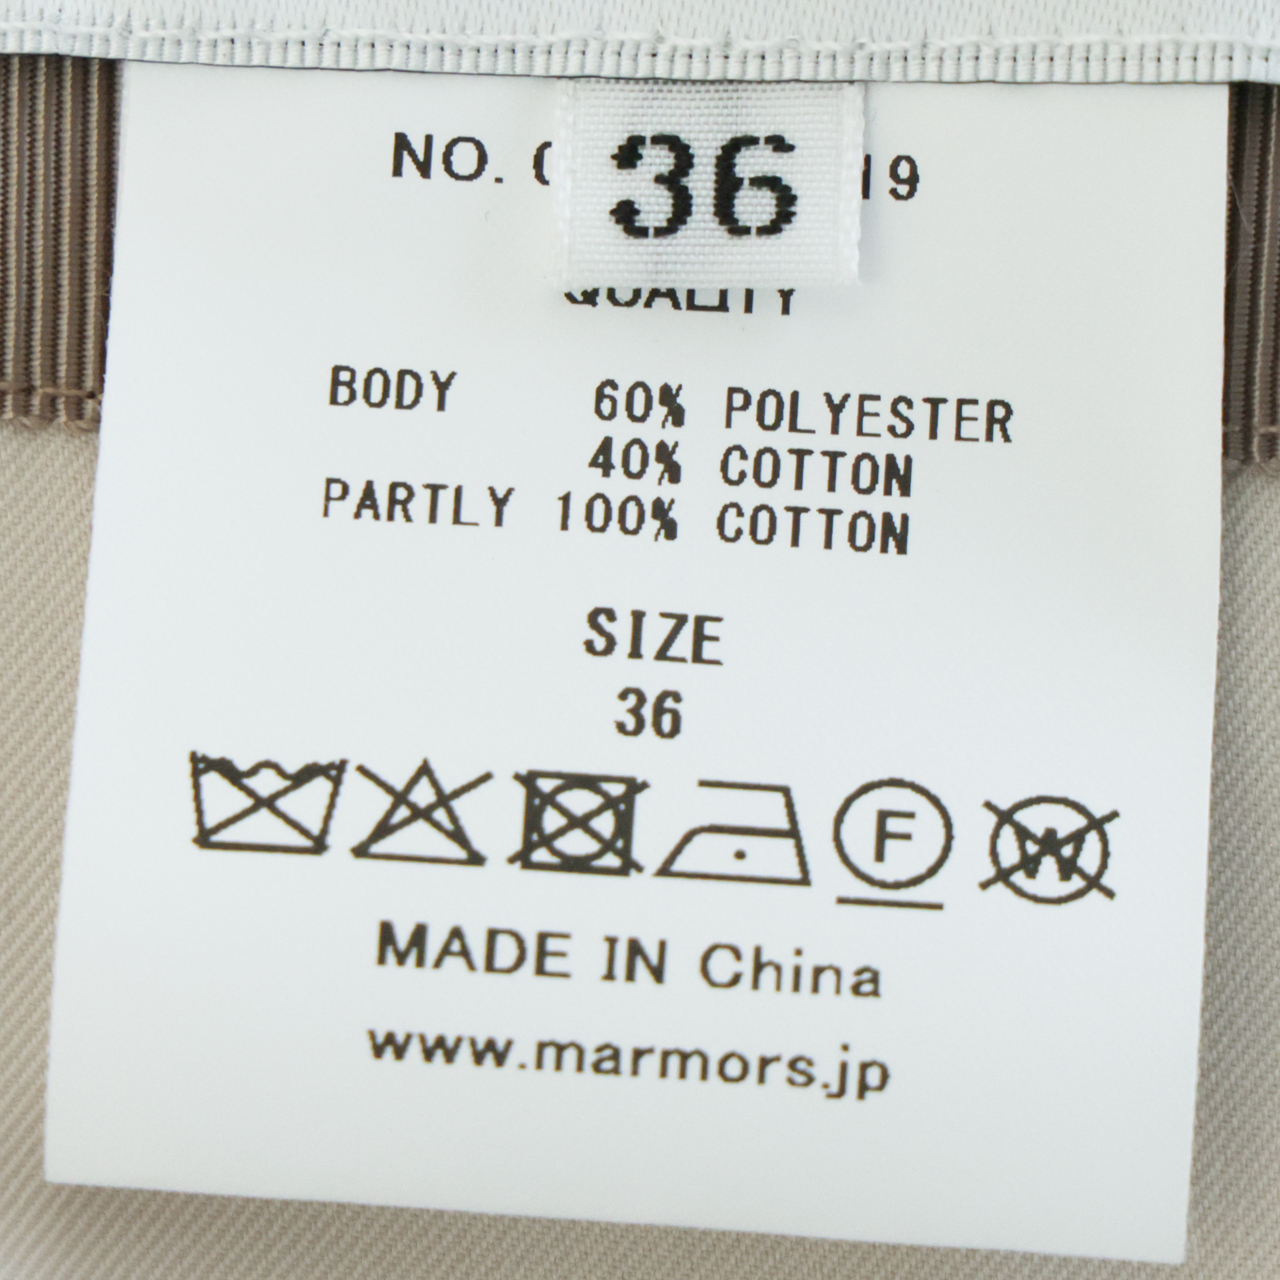 NO.
36
19
QUALITY
BODY 60% POLYESTER
40% COTTON
PARTLY 100% COTTON
SIZE
36
F
W
MADE IN China
www.marmors.jp